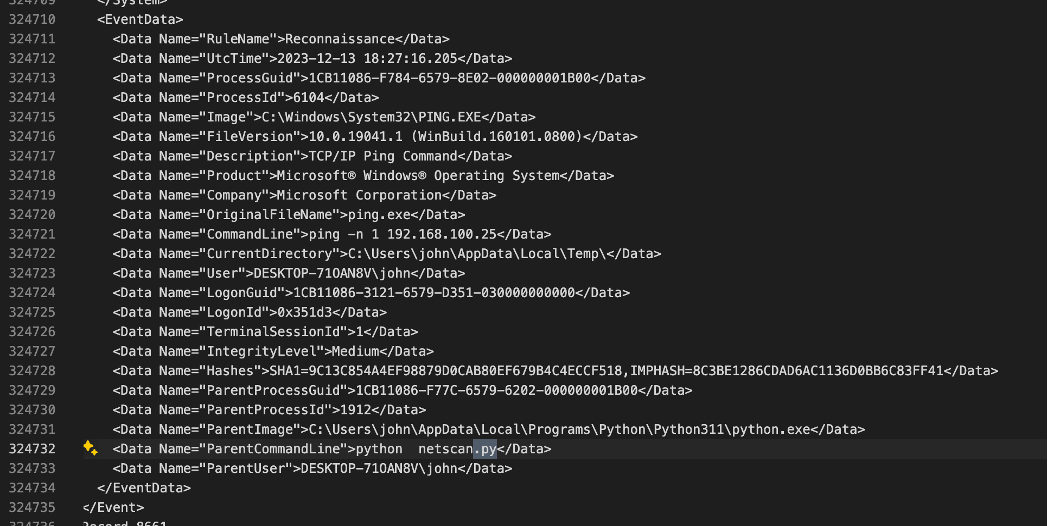 324709 </System>
324710 <EventData>
324711 <Data Name="RuleName">Reconnaissance</Data>
324712 <Data Name="UtcTime">2023-12-13 18:27:16.205</Data>
324713 <Data Name="ProcessGuid">1CB11086-F784-6579-8E02-000000001B00</Data>
324714 <Data Name="ProcessId">6104</Data>
324715 <Data Name="Image">C:\Windows\System32\PING.EXE</Data>
324716 <Data Name="FileVersion">10.0.19041.1 (WinBuild.160101.0800)</Data>
324717 <Data Name="Description">TCP/IP Ping Command</Data>
324718 <Data Name="Product">Microsoft® Windows® Operating System</Data>
324719 <Data Name="Company">Microsoft Corporation</Data>
324720 <Data Name="OriginalFileName">ping.exe</Data>
324721 <Data Name="CommandLine">ping -n 1 192.168.100.25</Data>
324722 <Data Name="CurrentDirectory">C:\Users\john\AppData\Local\Temp\</Data>
324723 <Data Name="User">DESKTOP-71OAN8V\john</Data>
324724 <Data Name="LogonGuid">1CB11086-3121-6579-D351-030000000000</Data>
324725 <Data Name="LogonId">0x351d3</Data>
324726 <Data Name="TerminalSessionId">1</Data>
324727 <Data Name="IntegrityLevel">Medium</Data>
324728 <Data Name="Hashes">SHA1=9C13C854A4EF98879D0CAB80EF679B4C4ECCF518,IMPHASH=8C3BE1286CDAD6AC1136D0BB6C83FF41</Data>
324729 <Data Name="ParentProcessGuid">1CB11086-F77C-6579-6202-000000001B00</Data>
324730 <Data Name="ParentProcessId">1912</Data>
324731 <Data Name="ParentImage">C:\Users\john\AppData\Local\Programs\Python\Python311\python.exe</Data>
324732 <Data Name="ParentCommandLine">python  netscan.py</Data>
324733 <Data Name="ParentUser">DESKTOP-71OAN8V\john</Data>
324734 </EventData>
324735 </Event>
324736 Record 8661